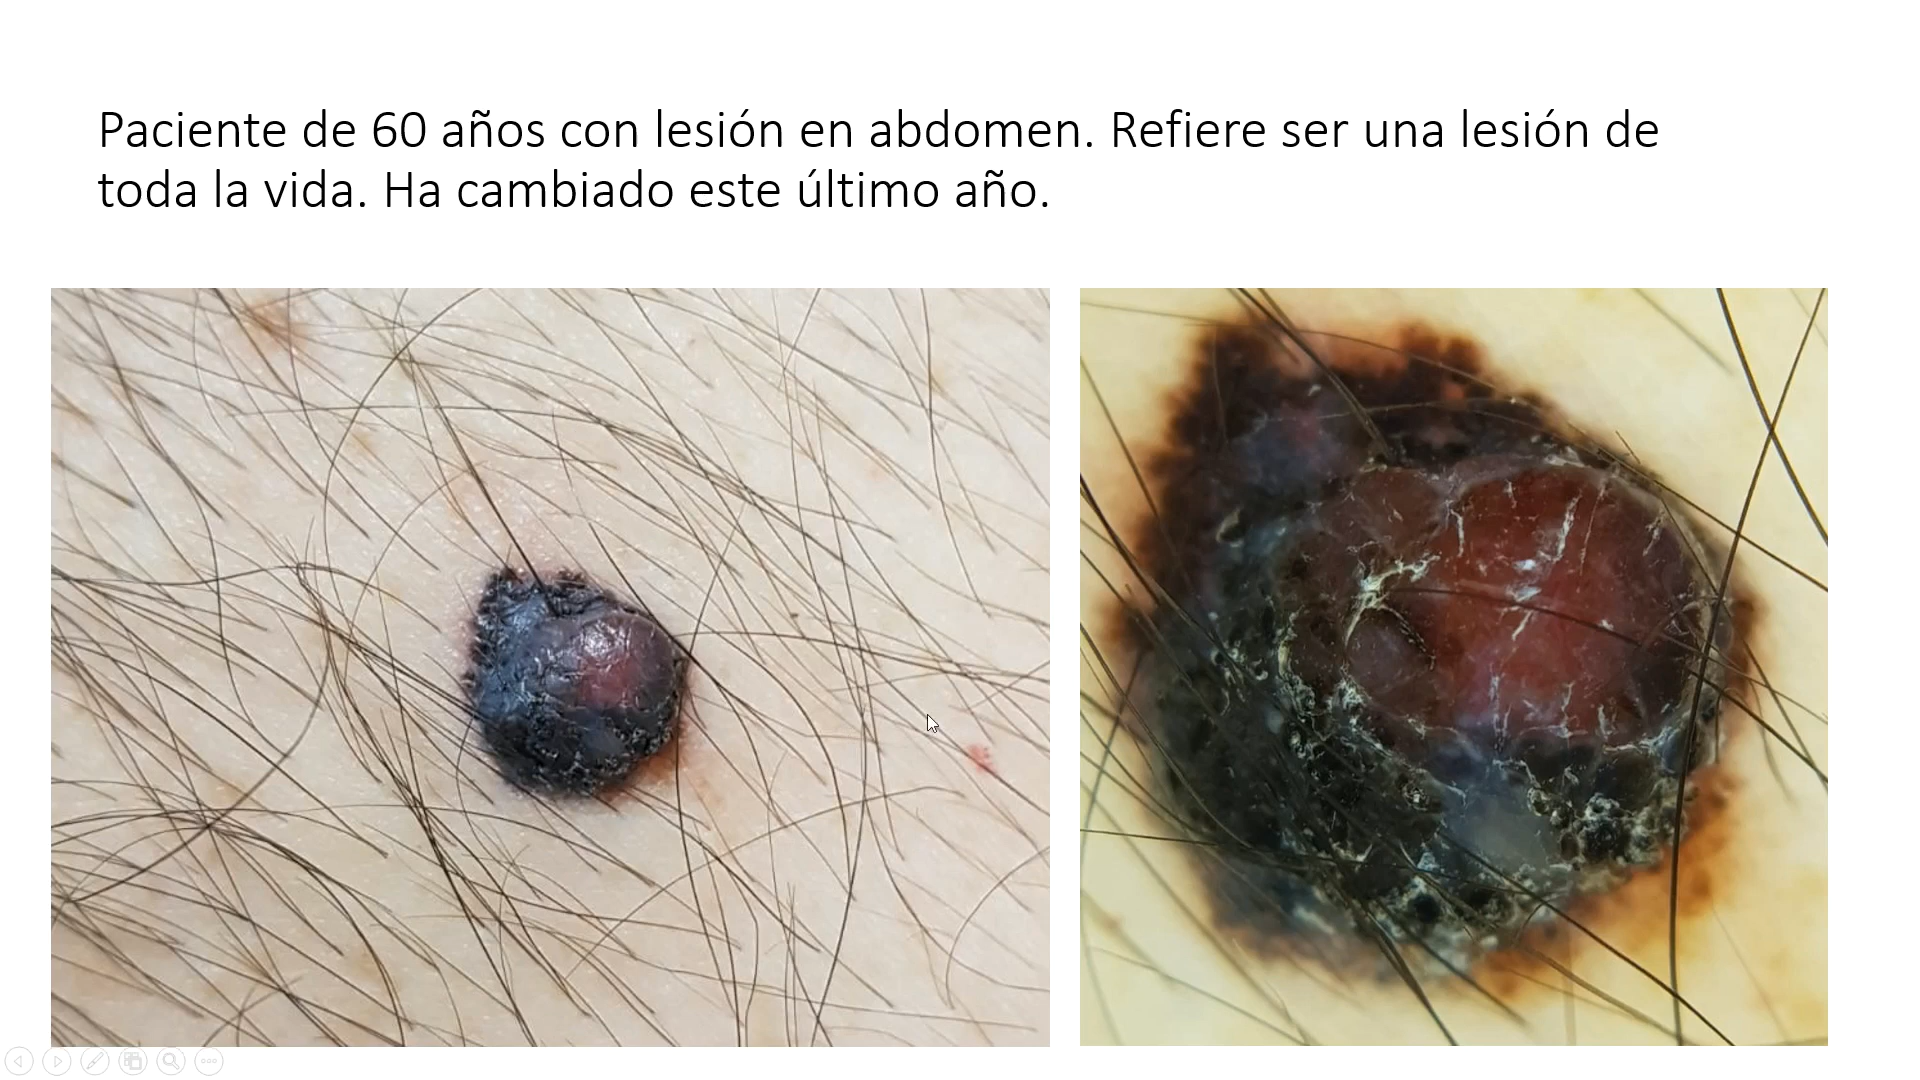 Paciente de 60 años con lesión en abdomen. Refiere ser una lesión de
toda la vida. Ha cambiado este último año.